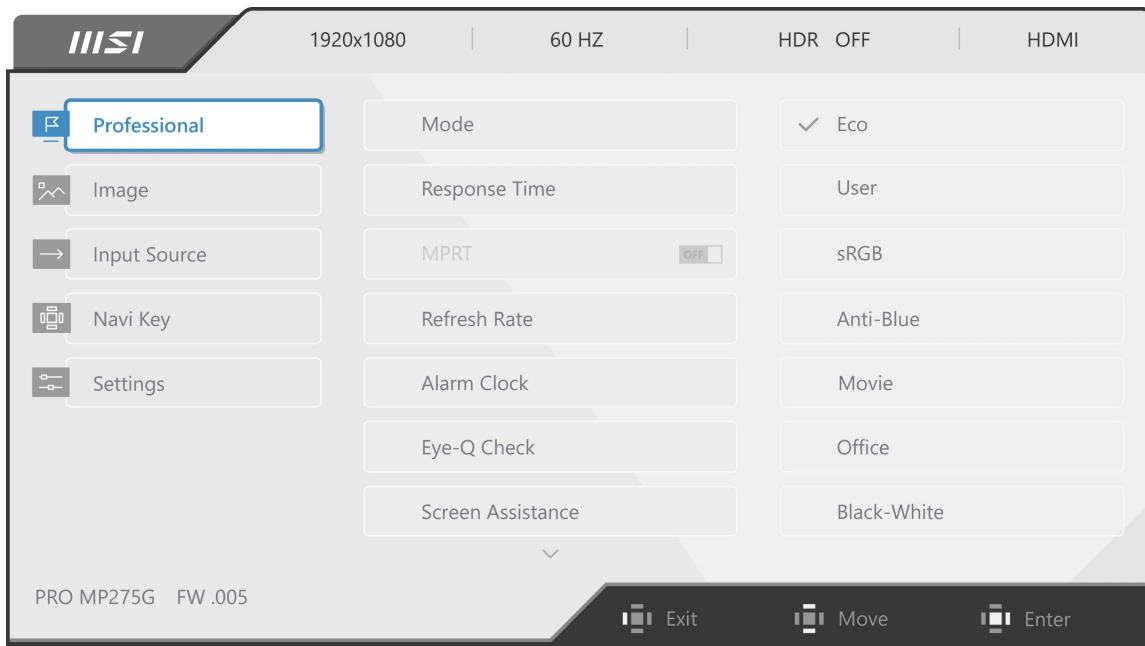 msi
1920x1080 60 HZ HDR OFF HDMI
Professional
Image
Input Source
Navi Key
Settings
Mode
Response Time
MPRT OFF
Refresh Rate
Alarm Clock
Eye-Q Check
Screen Assistance
Eco
User
sRGB
Anti-Blue
Movie
Office
Black-White
PRO MP275G FW .005
Exit Move Enter